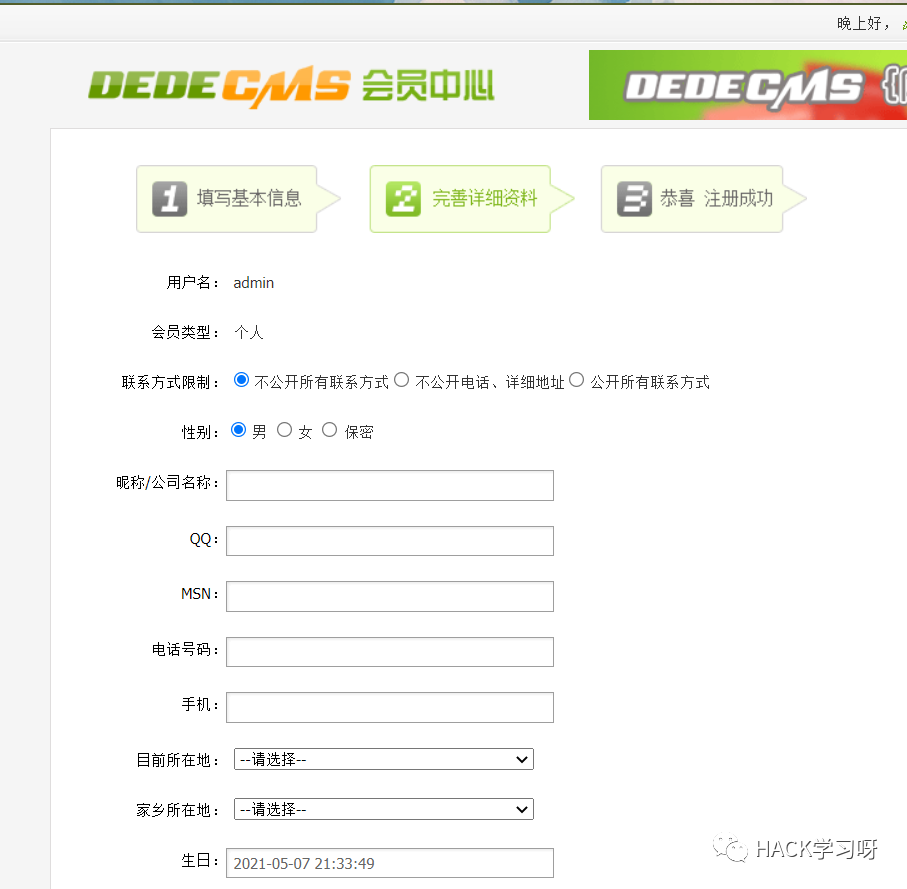 晚上好，
DEDECMS 会员中心
DEDECMS
1 填写基本信息
2 完善详细资料
3 恭喜 注册成功
用户名： admin
会员类型： 个人
联系方式限制： 不公开所有联系方式 不公开电话、详细地址 公开所有联系方式
性别： 男 女 保密
昵称/公司名称：
QQ：
MSN：
电话号码：
手机：
目前所在地： --请选择--
家乡所在地： --请选择--
生日： 2021-05-07 21:33:49
HACK学习呀